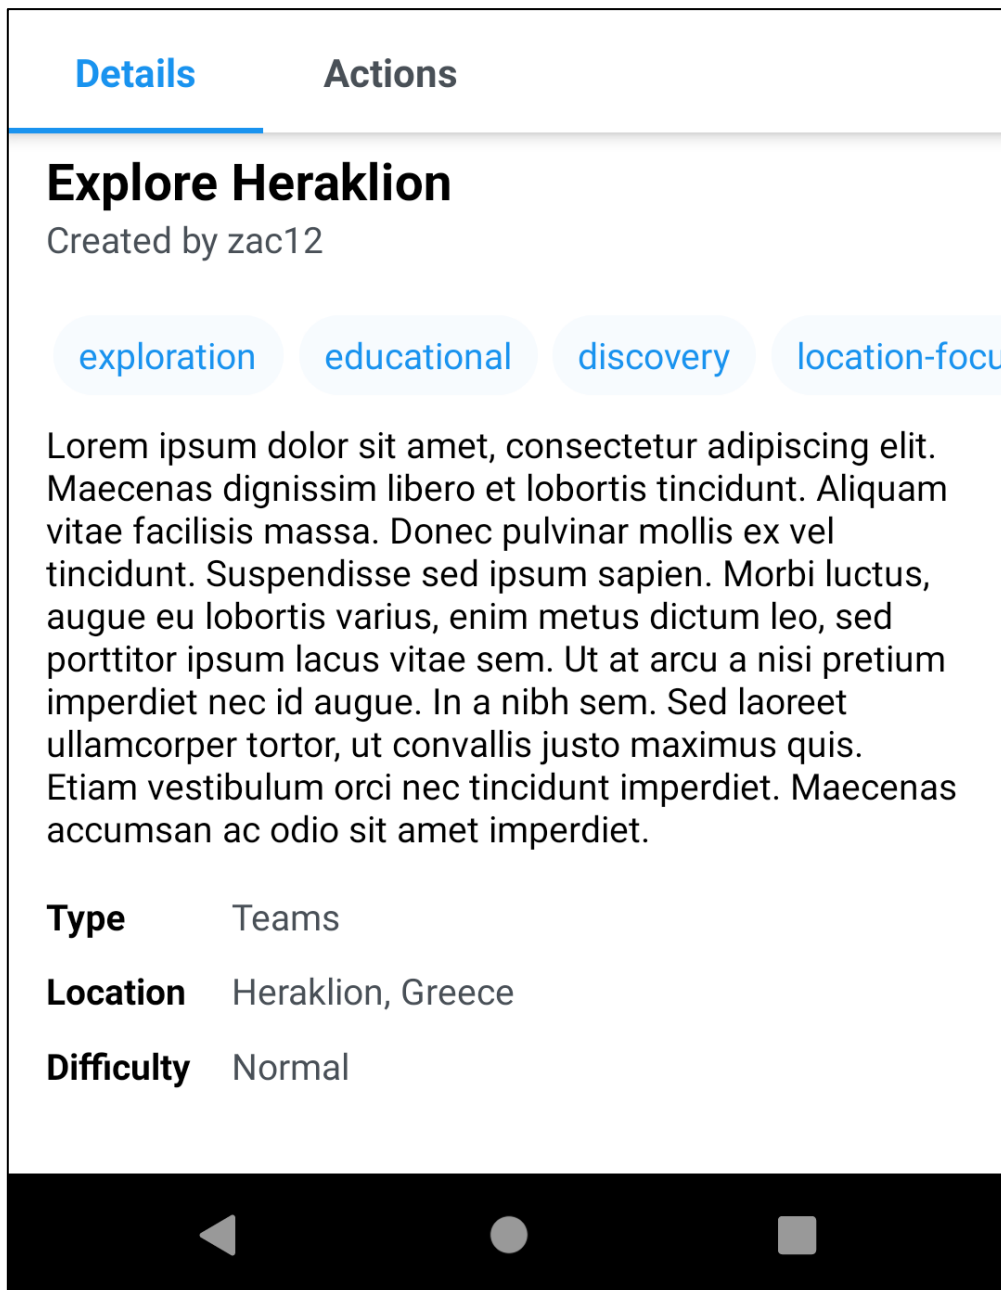 Details Actions
Explore Heraklion
Created by zac12
exploration educational discovery location-focu
Lorem ipsum dolor sit amet, consectetur adipiscing elit.
Maecenas dignissim libero et lobortis tincidunt. Aliquam
vitae facilisis massa. Donec pulvinar mollis ex vel
tincidunt. Suspendisse sed ipsum sapien. Morbi luctus,
augue eu lobortis varius, enim metus dictum leo, sed
porttitor ipsum lacus vitae sem. Ut at arcu a nisi pretium
imperdiet nec id augue. In a nibh sem. Sed laoreet
ullamcorper tortor, ut convallis justo maximus quis.
Etiam vestibulum orci nec tincidunt imperdiet. Maecenas
accumsan ac odio sit amet imperdiet.
Type Teams
Location Heraklion, Greece
Difficulty Normal